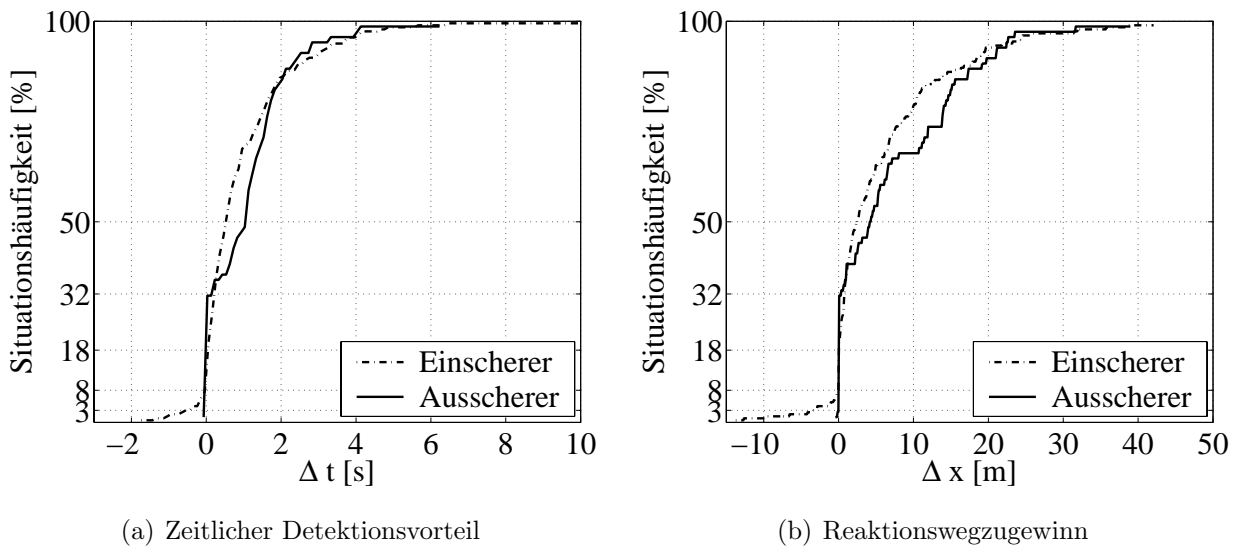 100
50
32
18
8
3
Situationshäufigkeit [%]
−2 0 2 4 6 8 10
Δ t [s]
Einscherer
Ausscherer
(a) Zeitlicher Detektionsvorteil
100
50
32
18
8
3
Situationshäufigkeit [%]
−10 0 10 20 30 40 50
Δ x [m]
Einscherer
Ausscherer
(b) Reaktionswegzugewinn